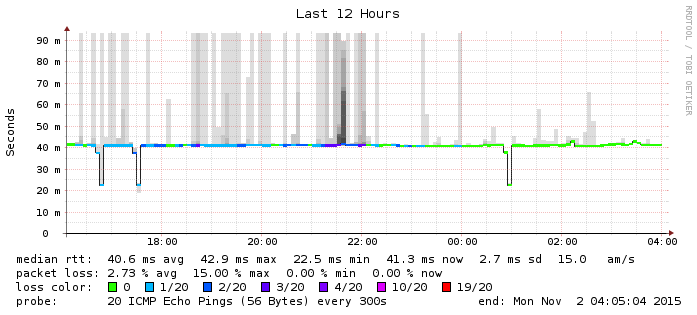 Last 12 Hours
RRDTOOL / TOBI OETIKER
Seconds
90 m
80 m
70 m
60 m
50 m
40 m
30 m
20 m
10 m
0
18:00 20:00 22:00 00:00 02:00 04:00
median rtt: 40.6 ms avg 42.9 ms max 22.5 ms min 41.3 ms now 2.7 ms sd 15.0 am/s
packet loss: 2.73 % avg 15.00 % max 0.00 % min 0.00 % now
loss color: 0 1/20 2/20 3/20 4/20 10/20 19/20
probe: 20 ICMP Echo Pings (56 Bytes) every 300s end: Mon Nov 2 04:05:04 2015